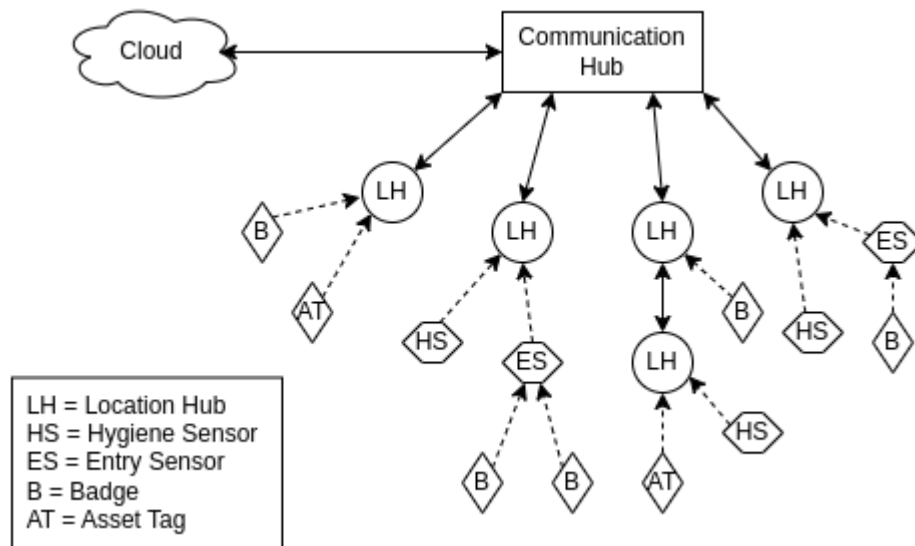 Cloud
Communication
Hub
LH
LH
LH
LH
B
ES
AT
B
HS
HS
B
ES
LH
HS
B
B
AT
LH = Location Hub
HS = Hygiene Sensor
ES = Entry Sensor
B = Badge
AT = Asset Tag